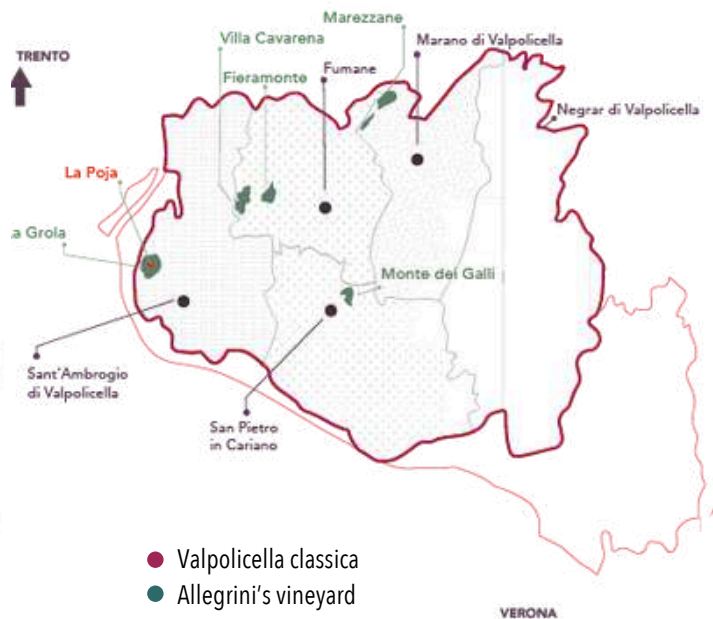 Marezzane
Villa Cavarena
Marano di Valpolicella
TRENTO
Fieramonte
Fumane
Negrar di Valpolicella
La Poja
a Grola
Monte dei Galli
Sant'Ambrogio
di Valpolicella
San Pietro
in Cariano
Valpolicella classica
Allegrini's vineyard
VERONA